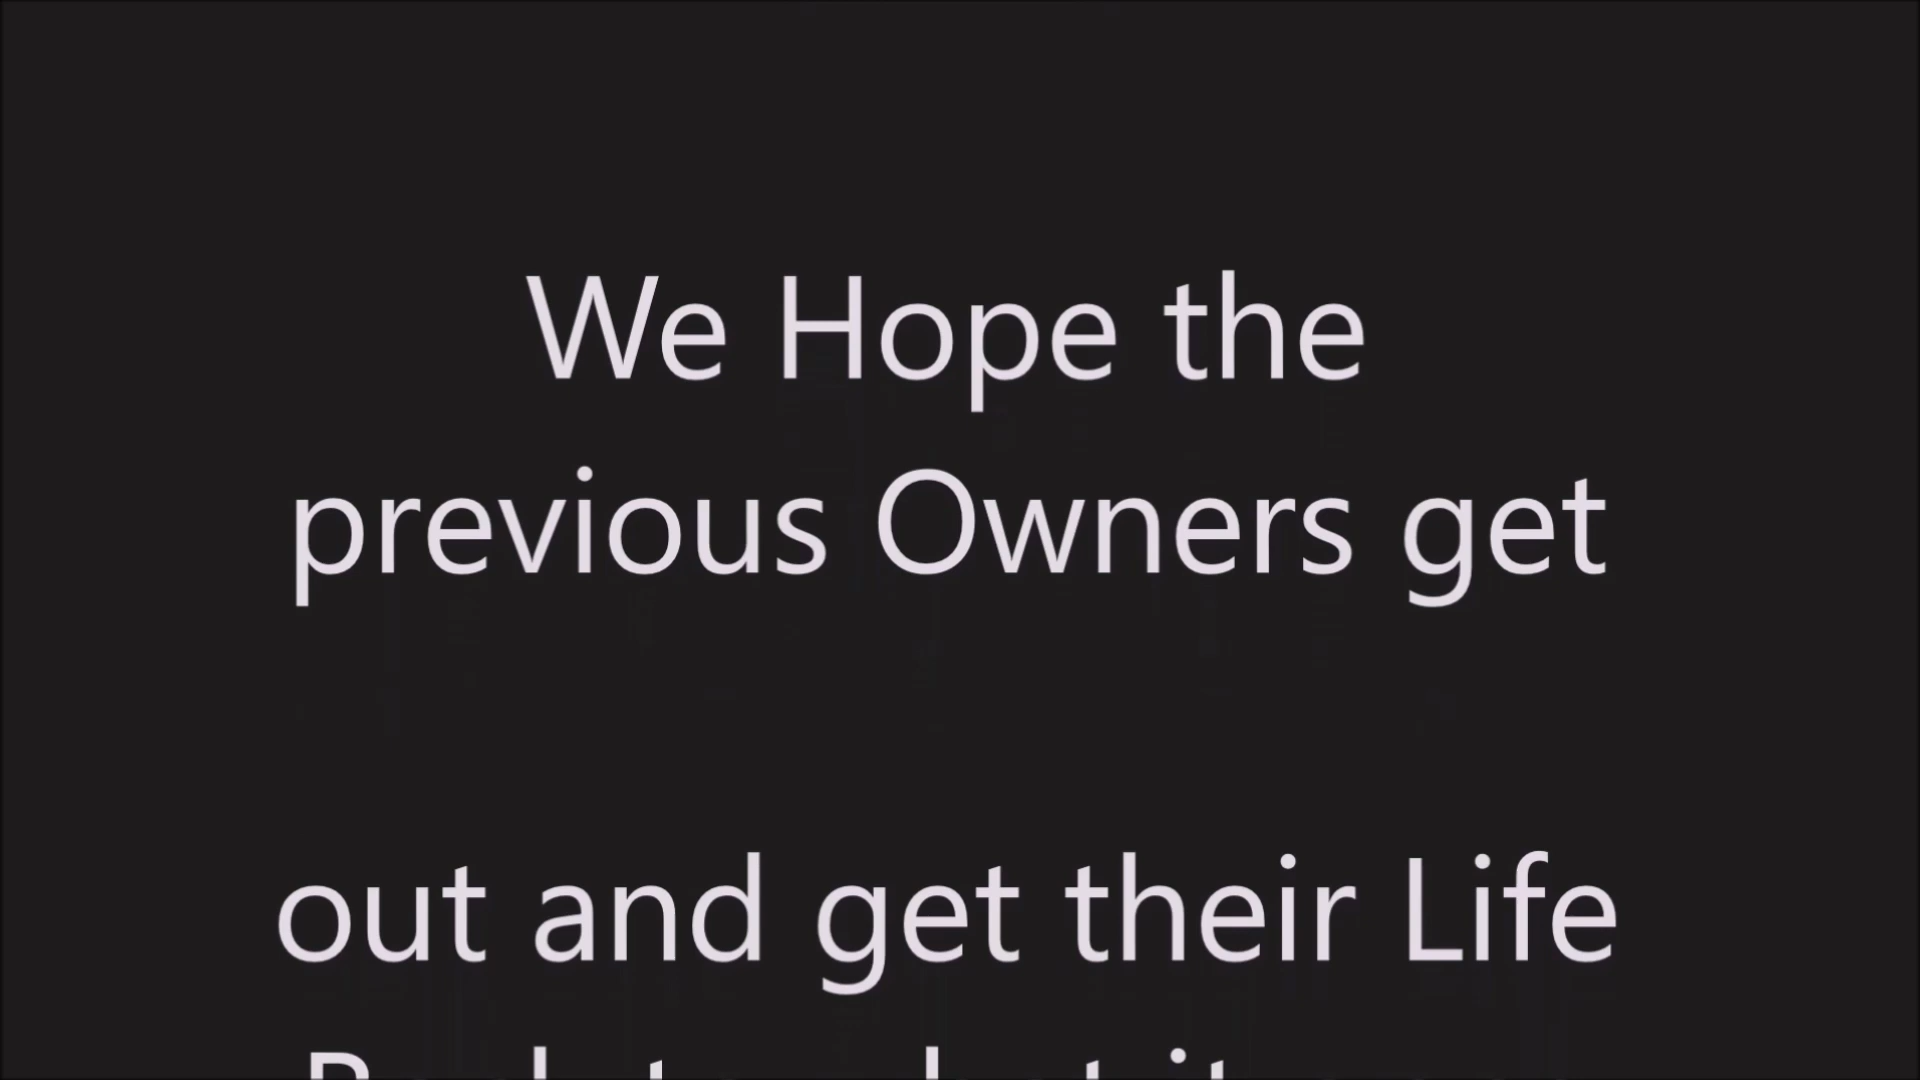 We Hope the
previous Owners get
out and get their Life